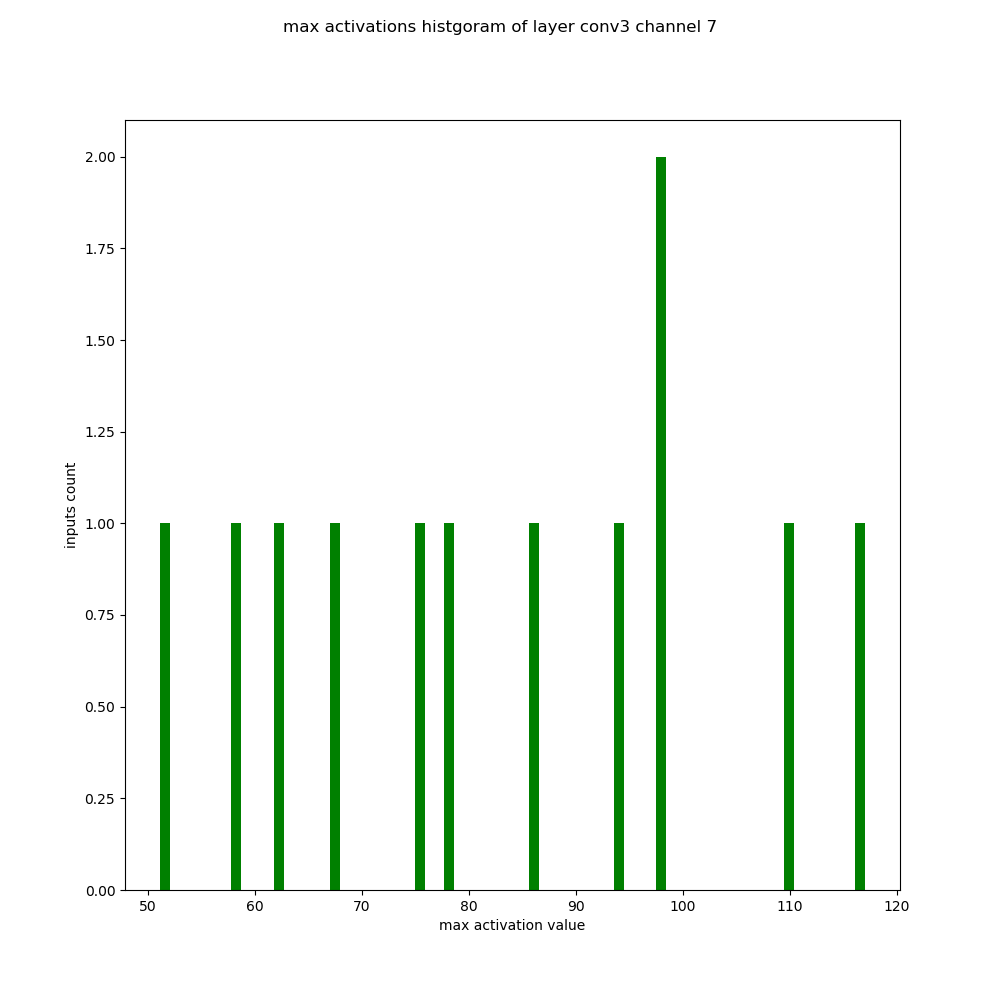 max activations histgoram of layer conv3 channel 7
2.00
1.75
1.50
1.25
1.00
0.75
0.50
0.25
0.00
inputs count
50 60 70 80 90 100 110 120
max activation value